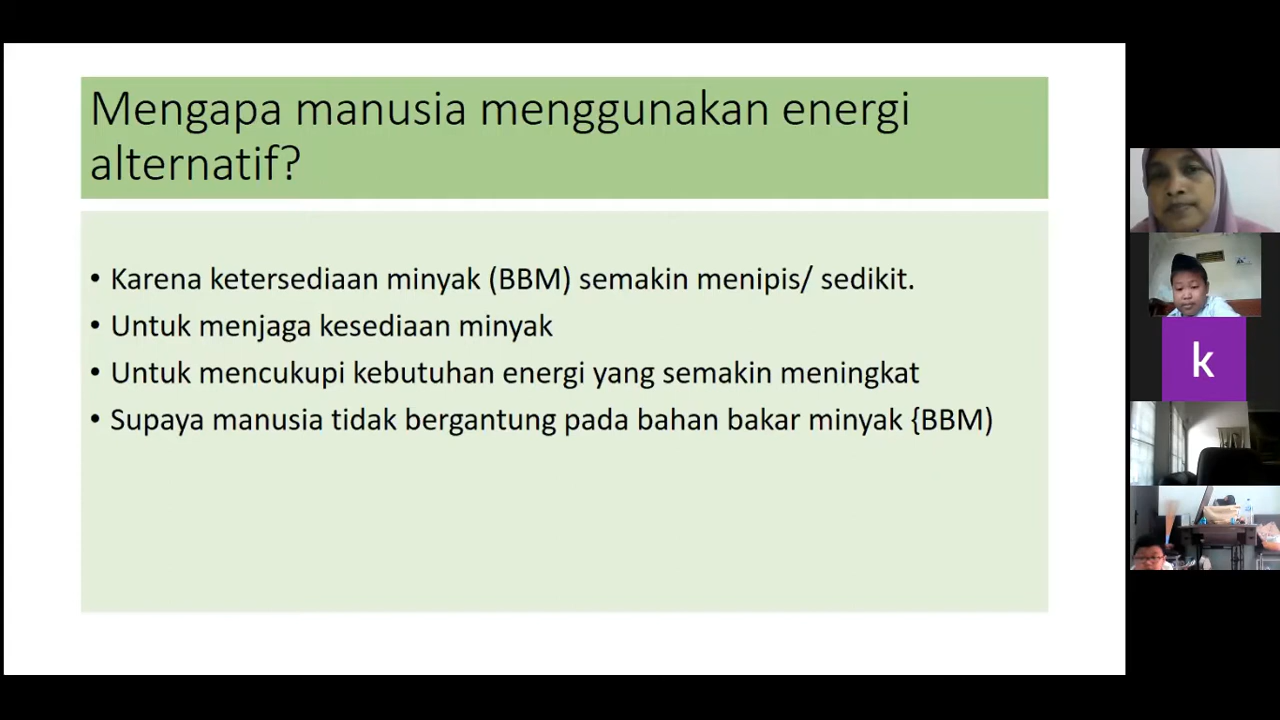 Mengapa manusia menggunakan energi
alternatif?
• Karena ketersediaan minyak (BBM) semakin menipis/ sedikit.
• Untuk menjaga kesediaan minyak
• Untuk mencukupi kebutuhan energi yang semakin meningkat
• Supaya manusia tidak bergantung pada bahan bakar minyak {BBM)
k